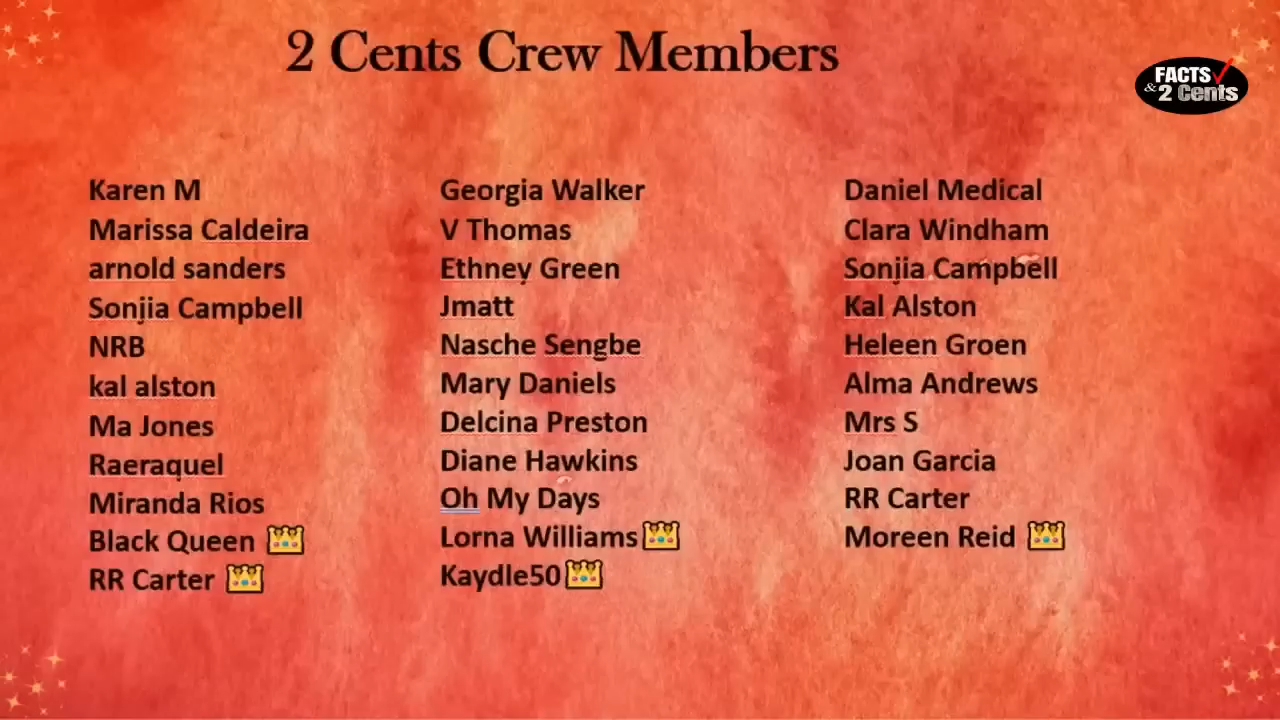 2 Cents Crew Members
FACTS
& 2 Cents
Karen M
Marissa Caldeira
arnold sanders
Sonjia Campbell
NRB
kal alston
Ma Jones
Raeraquel
Miranda Rios
Black Queen 👑
RR Carter 👑
Georgia Walker
V Thomas
Ethney Green
Jmatt
Nasche Sengbe
Mary Daniels
Delcina Preston
Diane Hawkins
Oh My Days
Lorna Williams👑
Kaydle50👑
Daniel Medical
Clara Windham
Sonjia Campbell
Kal Alston
Heleen Groen
Alma Andrews
Mrs S
Joan Garcia
RR Carter
Moreen Reid 👑